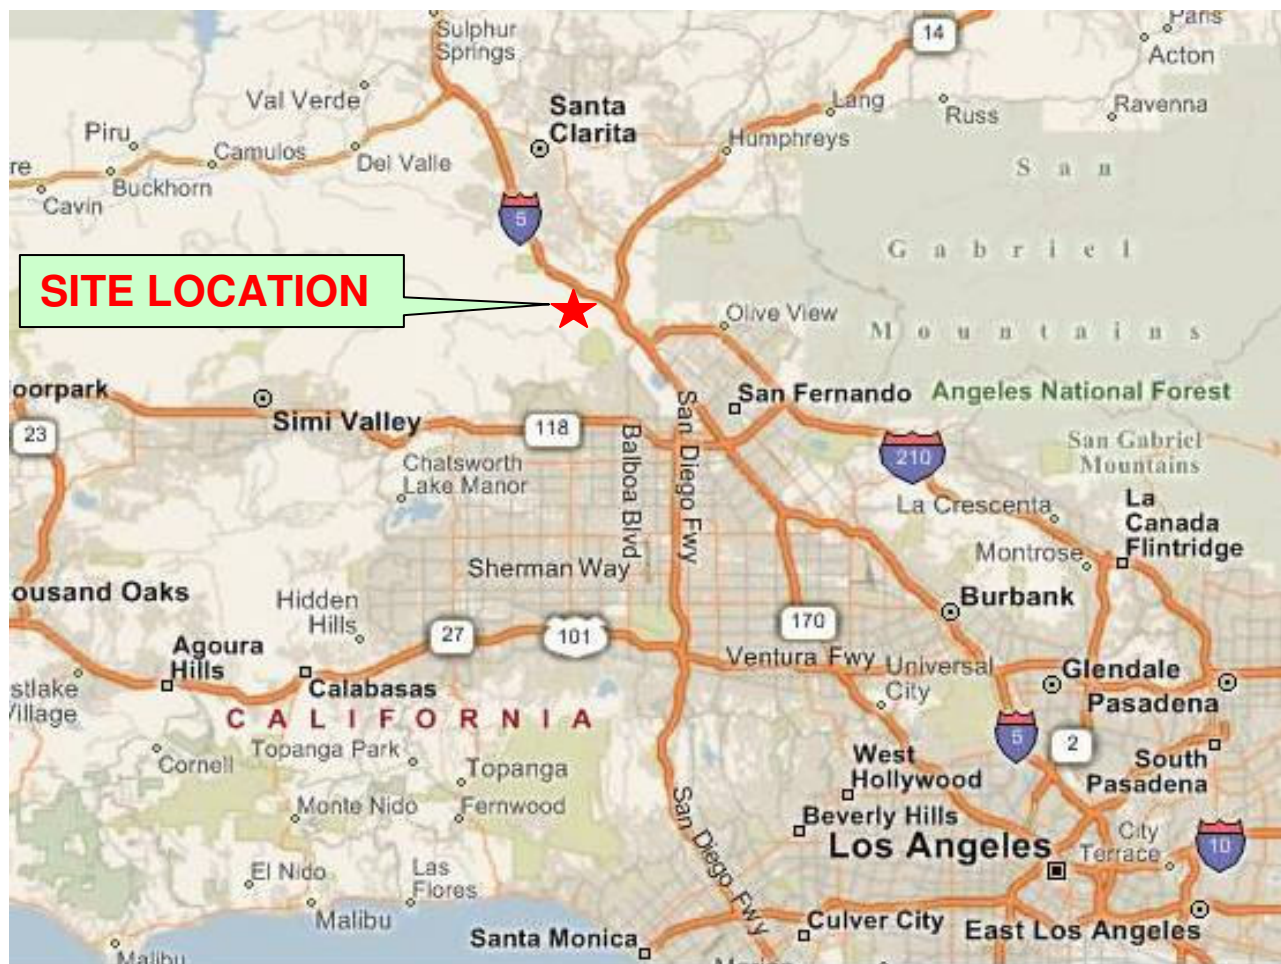 Sulphur
Springs
14
Paris
Acton
Val Verde
Santa
Clarita
Lang
Russ
Ravenna
Piru
Camulos
Del Valle
Humphreys
re
Buckhorn
Cavin
5
S a n
G a b r i e l
M o u n t a i n s
SITE LOCATION
Olive View
oorpark
Simi Valley
San Fernando
Angeles National Forest
23
118
Balboa Blvd
San Diego Fwy
210
San Gabriel
Mountains
Chatsworth
Lake Manor
La Crescenta
La
Canada
Flintridge
Montrose
Sherman Way
ousand Oaks
Hidden
Hills
Burbank
27
101
170
Agoura
Hills
Ventura Fwy
Universal
City
Glendale
Pasadena
stlake
Village
Calabasas
CALIFORNIA
5
2
South
Pasadena
Cornell
Topanga Park
Topanga
West
Hollywood
Monte Nido
Fernwood
San Diego Fwy
Beverly Hills
Los Angeles
City
Terrace
10
El Nido
Las
Flores
Malibu
Culver City
East Los Angeles
Santa Monica
Malibu